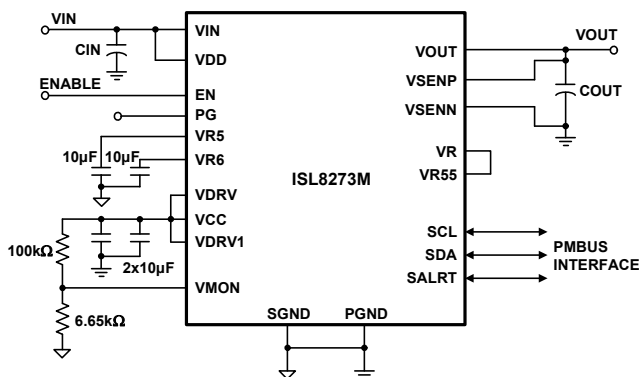 VIN
CIN
ENABLE
10µF 10µF
100kΩ
2x10µF
6.65kΩ
VIN
VDD
EN
PG
VR5
VR6
VDRV
VCC
VDRV1
VMON
ISL8273M
SGND PGND
VOUT
VSENP
VSENN
VR
VR55
SCL
SDA
SALRT
VOUT
COUT
PMBUS
INTERFACE